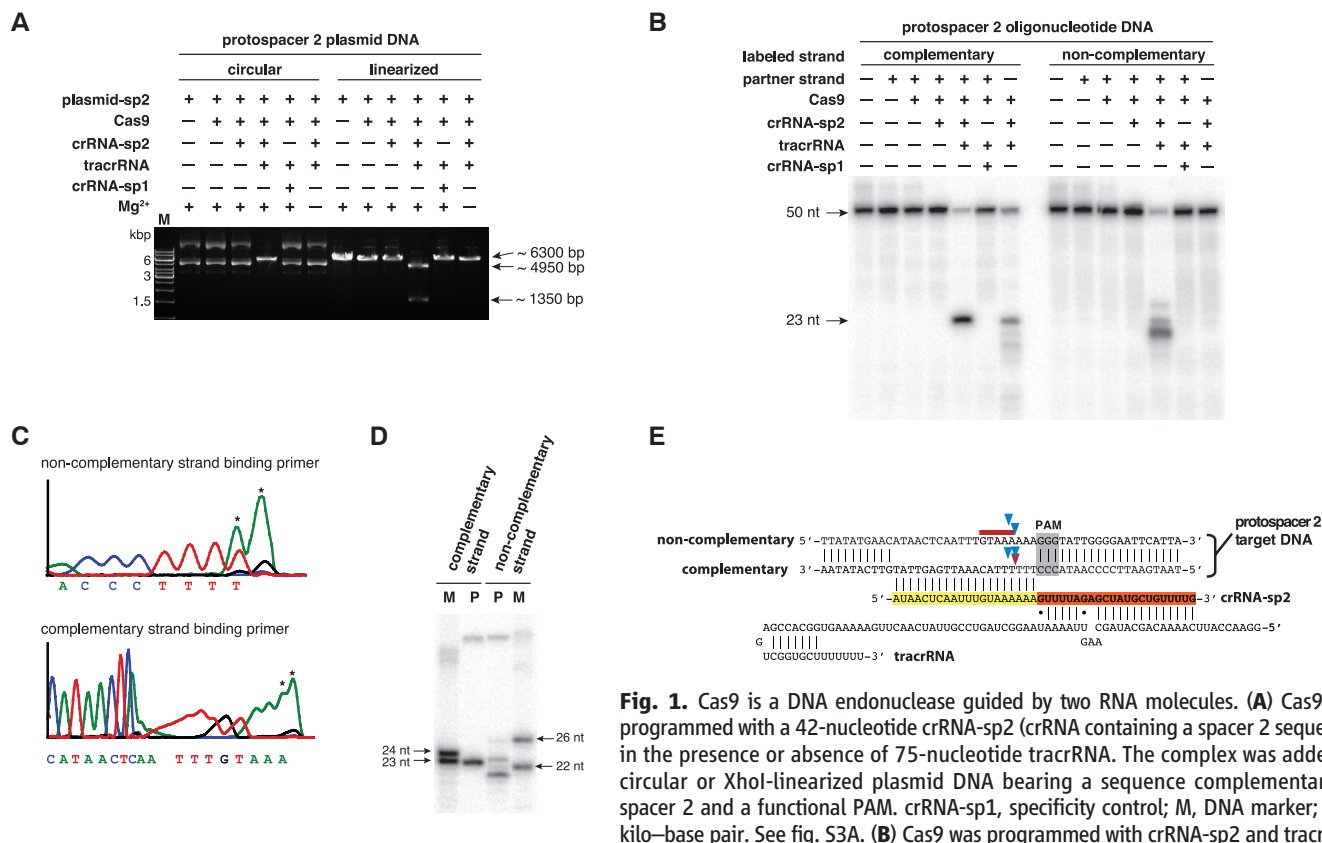 A
protospacer 2 plasmid DNA
circular linearized
plasmid-sp2 + + + + + + + + + + + +
Cas9 — + + + + + — + + + + +
crRNA-sp2 — — + + — + — — + + — +
tracrRNA — — — + + + — — — + + +
crRNA-sp1 — — — — + — — — — — + —
Mg2+ + + + + + — + + + + + —
M
kbp
6
3
1.5
~ 6300 bp
~ 4950 bp
~ 1350 bp
B
protospacer 2 oligonucleotide DNA
labeled strand complementary non-complementary
partner strand — + + + + + — — + + + + + —
Cas9 — — + + + + + — — + + + + +
crRNA-sp2 — — — + + — + — — — + + — +
tracrRNA — — — — + + + — — — — + + +
crRNA-sp1 — — — — — + — — — — — — + —
50 nt
23 nt
C
non-complementary strand binding primer
* *
A C C C T T T T
complementary strand binding primer
* *
C A T A A C T C A A T T T G T A A A
D
complementary strand
non-complementary strand
M P P M
24 nt
23 nt
26 nt
22 nt
E
PAM
non-complementary 5'-TTATATGAACATAACTCAATTTGTAAAAAAGGGTATTGGGGAATTCATTA-3'
complementary 3'-AATATACTTGTATTGAGTTAAACATTTTTTCCCATAACCCCTTAAGTAAT-5'
protospacer 2
target DNA
5'-AUAACUCAAUUUGUAAAAAAGUUUUAGAGCUAUGCUGUUUUG-3' crRNA-sp2
AGCCACGGUGAAAAAGUUCAACUAUUGCCUGAUCGGAAUAAAAUU CGAUACGACAAAACUUACCAAGG-5'
G
GAA
UCGGUGCUUUUUUU-3' tracrRNA
Fig. 1. Cas9 is a DNA endonuclease guided by two RNA molecules. (A) Cas9
programmed with a 42-nucleotide crRNA-sp2 (crRNA containing a spacer 2 seque
in the presence or absence of 75-nucleotide tracrRNA. The complex was adde
circular or XhoI-linearized plasmid DNA bearing a sequence complementar
spacer 2 and a functional PAM. crRNA-sp1, specificity control; M, DNA marker;
kilo–base pair. See fig. S3A. (B) Cas9 was programmed with crRNA-sp2 and tracr